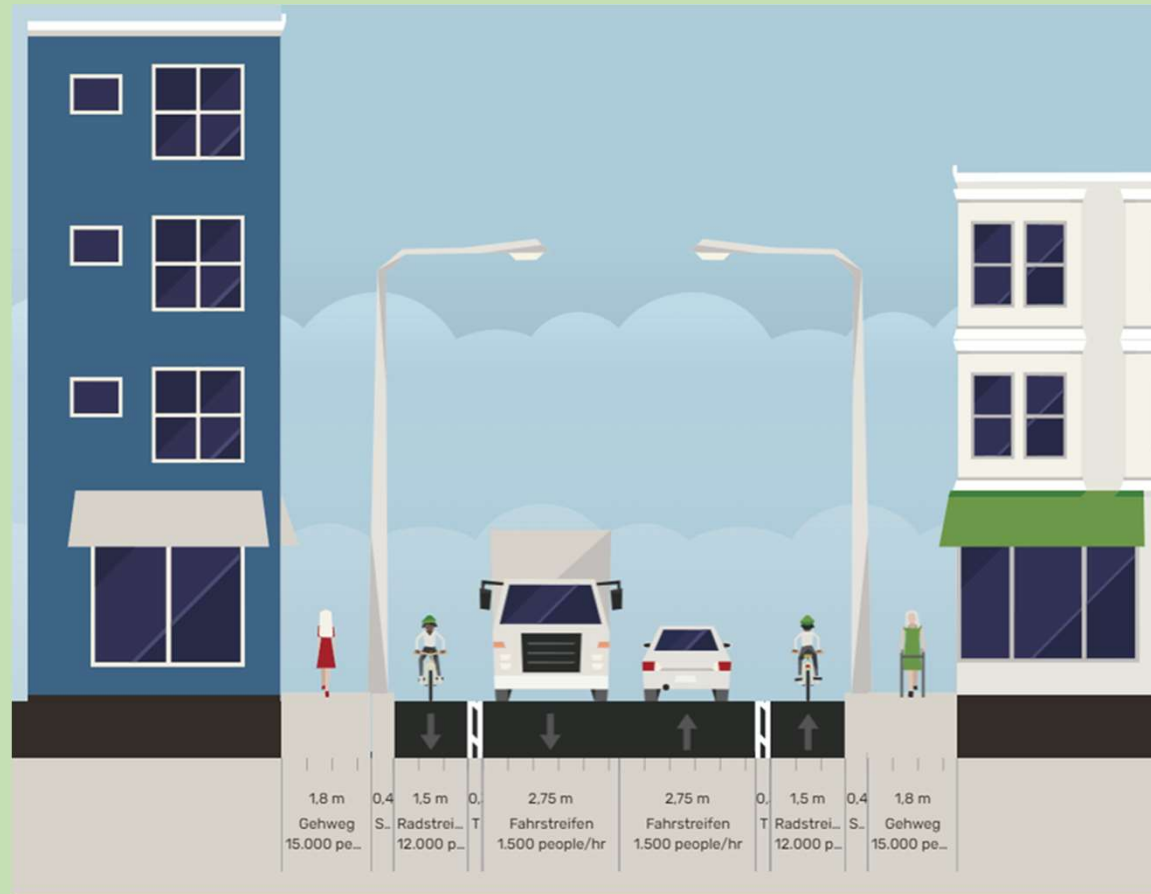 1,8 m
Gehweg
15.000 pe...
0,4
S...
1,5 m
Radstrei...
12.000 p...
0,
T
2,75 m
Fahrstreifen
1.500 people/hr
2,75 m
Fahrstreifen
1.500 people/hr
0,
T
1,5 m
Radstrei...
12.000 p...
0,4
S...
1,8 m
Gehweg
15.000 pe...